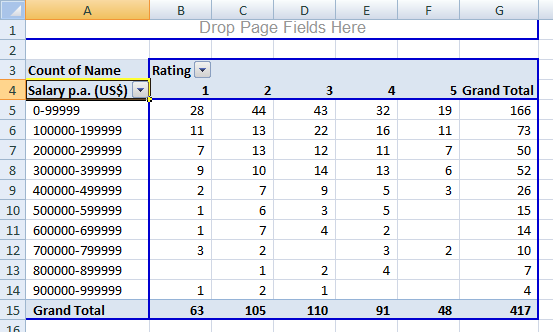 A B C D E F G
1 Drop Page Fields Here
2
3 Count of Name Rating
4 Salary p.a. (US$) 1 2 3 4 5 Grand Total
5 0-99999 28 44 43 32 19 166
6 100000-199999 11 13 22 16 11 73
7 200000-299999 7 13 12 11 7 50
8 300000-399999 9 10 14 13 6 52
9 400000-499999 2 7 9 5 3 26
10 500000-599999 1 6 3 5 15
11 600000-699999 1 7 4 2 14
12 700000-799999 3 2 3 2 10
13 800000-899999 1 2 4 7
14 900000-999999 1 2 1 4
15 Grand Total 63 105 110 91 48 417
16